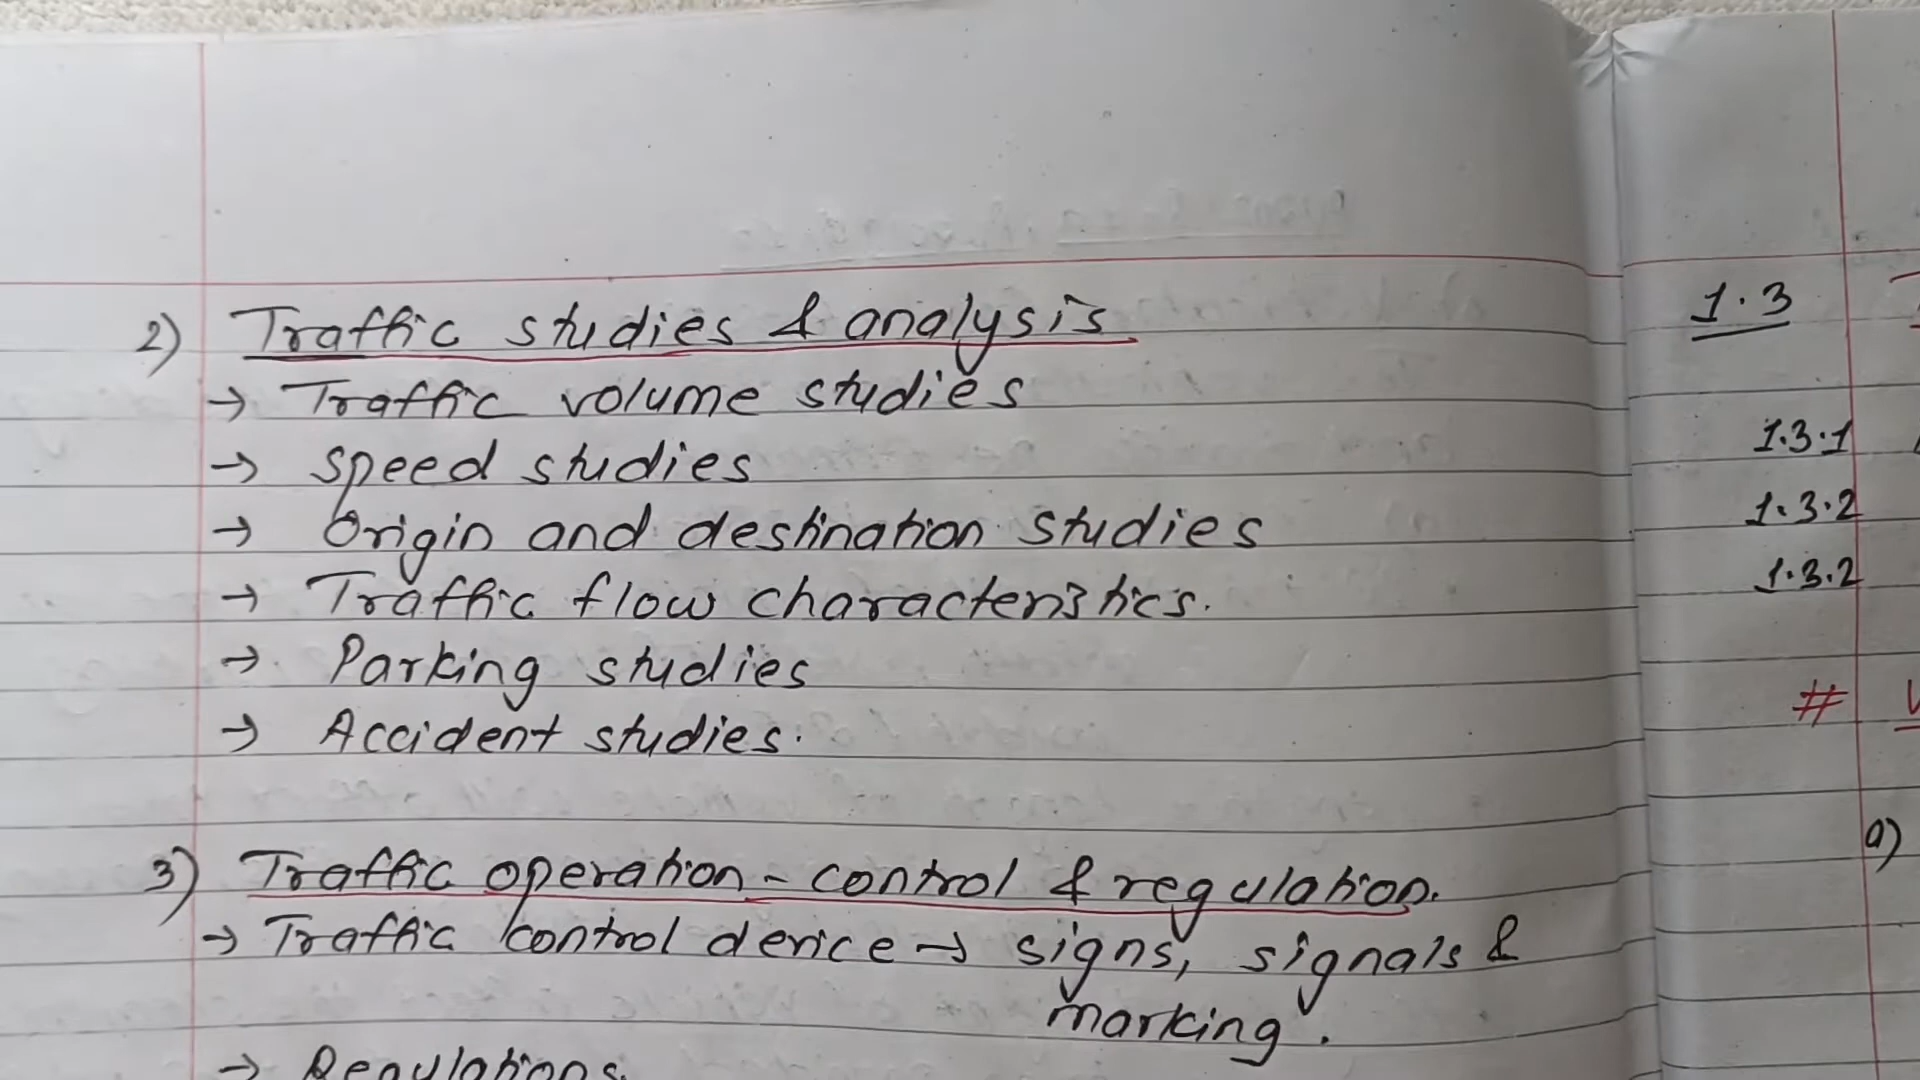 2) Traffic studies & analysis
→ Traffic volume studies
→ speed studies
→ Origin and destination studies
→ Traffic flow characteristics.
→ Parking studies
→ Accident studies.
3) Traffic operation - control & regulation.
→ Traffic control device → signs, signals &
marking.
→ Regulations.
1.3
1.3.1
1.3.2
1.3.2
#
a)